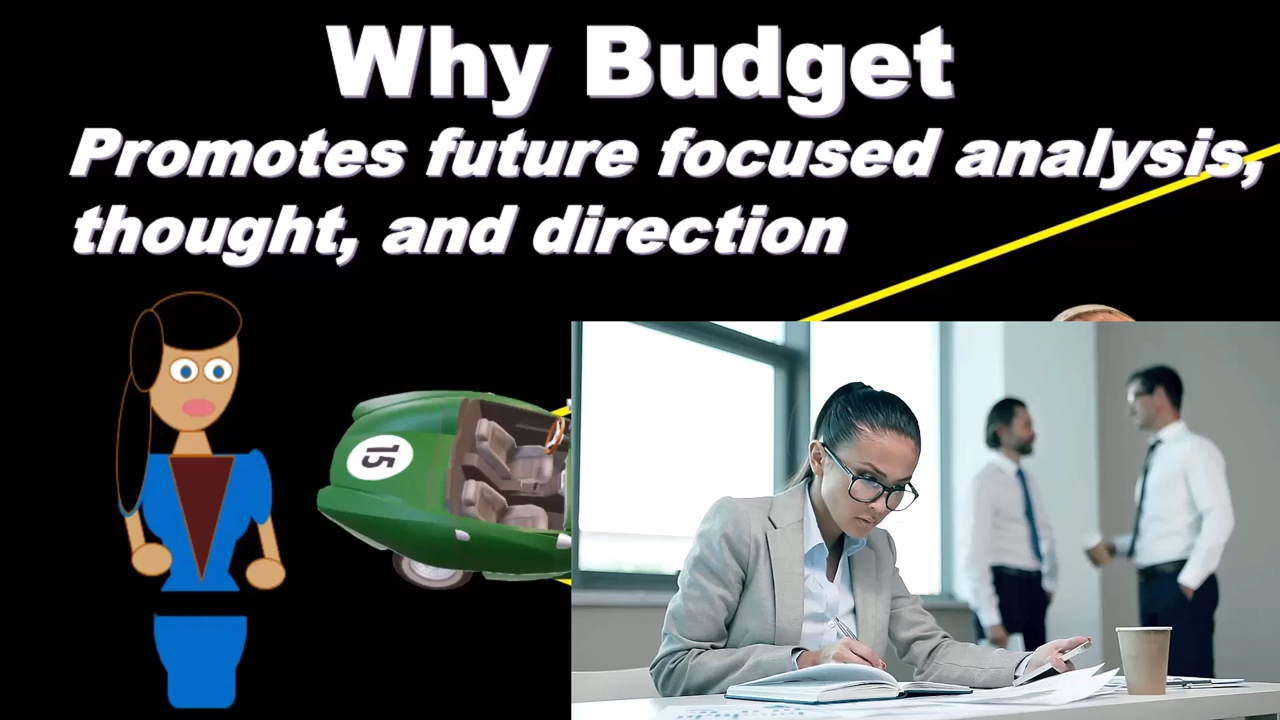 Why Budget
Promotes future focused analysis,
thought, and direction
15